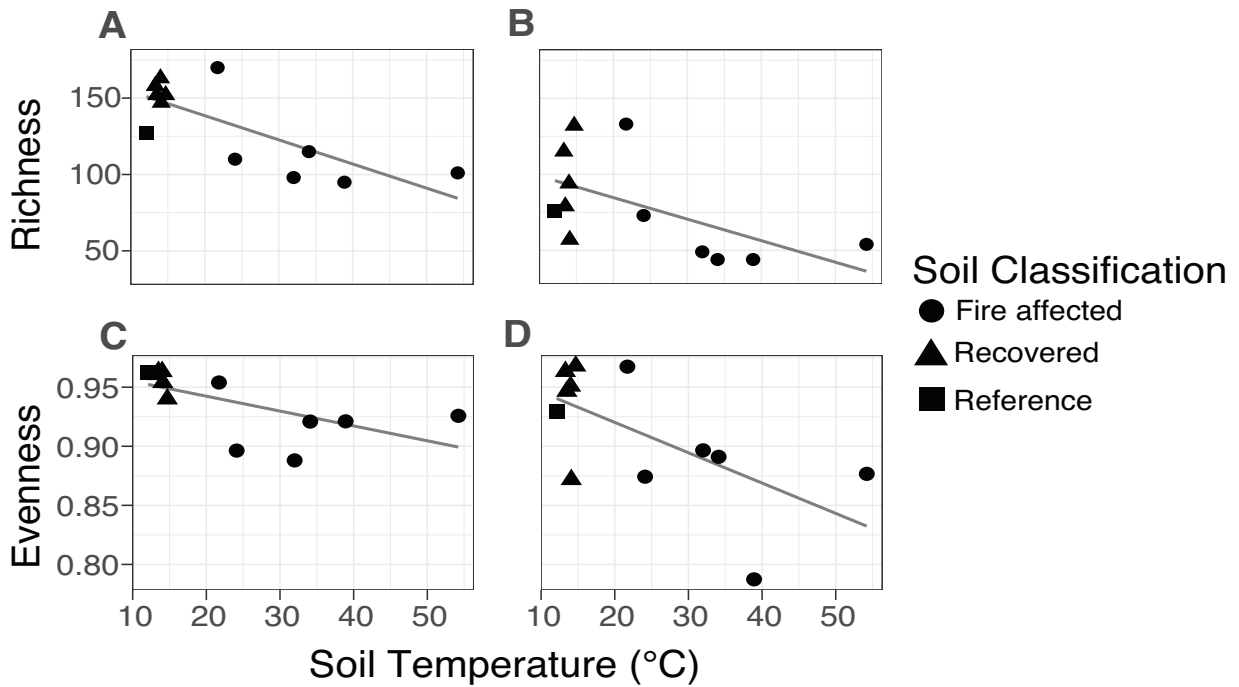 A
B
Richness
150
100
50
C
D
Evenness
0.95
0.90
0.85
0.80
10 20 30 40 50
10 20 30 40 50
Soil Temperature (°C)
Soil Classification
Fire affected
Recovered
Reference